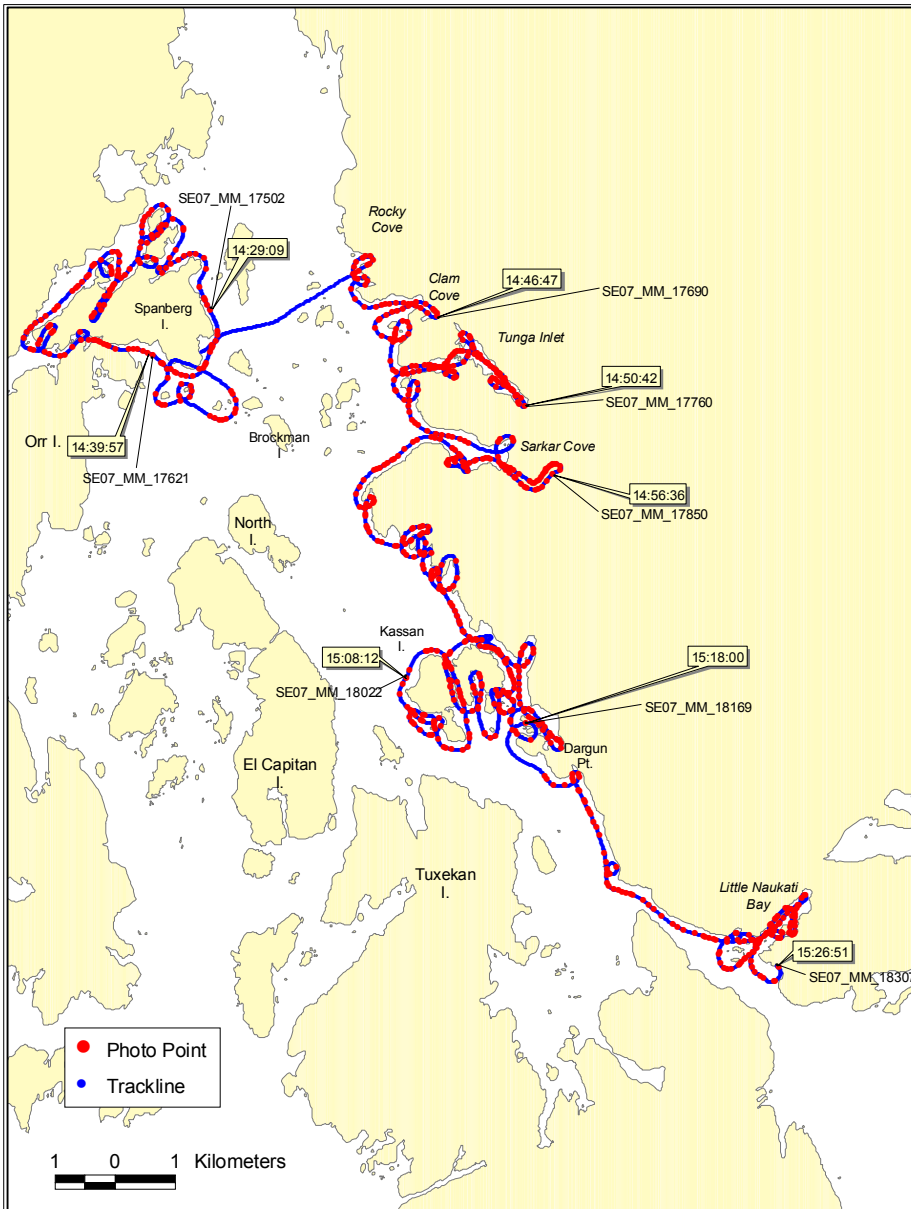 SE07_MM_17502
Rocky
Cove
14:29:09
Clam
Cove
14:46:47
SE07_MM_17690
Spanberg
I.
Tunga Inlet
14:50:42
SE07_MM_17760
Orr I.
14:39:57
Brockman
I
Sarkar Cove
SE07_MM_17621
14:56:36
SE07_MM_17850
North
I.
Kassan
I.
15:08:12
SE07_MM_18022
15:18:00
SE07_MM_18169
Dargun
Pt.
El Capitan
I.
Tuxekan
I.
Little Naukati
Bay
15:26:51
SE07_MM_1830
Photo Point
Trackline
1 0 1 Kilometers